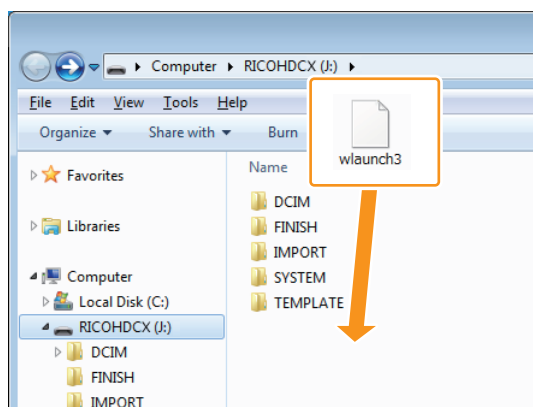 Computer RICOHDCX (J:)
File Edit View Tools Help
Organize Share with Burn
wlaunch3
Favorites
Libraries
Computer
Local Disk (C:)
RICOHDCX (J:)
DCIM
FINISH
IMPORT
Name
DCIM
FINISH
IMPORT
SYSTEM
TEMPLATE